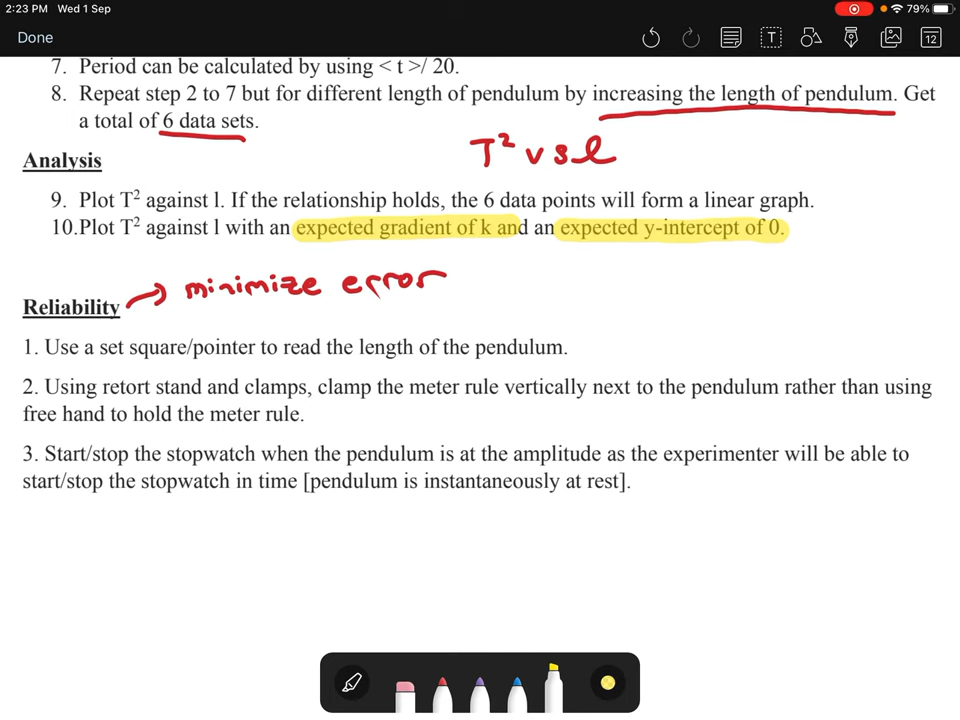 2:23 PM Wed 1 Sep
79%
Done
T
12
7. Period can be calculated by using < t >/ 20.
8. Repeat step 2 to 7 but for different length of pendulum by increasing the length of pendulum. Get
a total of 6 data sets.
T² vs l
Analysis
9. Plot T² against l. If the relationship holds, the 6 data points will form a linear graph.
10.Plot T² against l with an expected gradient of k and an expected y-intercept of 0.
Reliability → minimize error
1. Use a set square/pointer to read the length of the pendulum.
2. Using retort stand and clamps, clamp the meter rule vertically next to the pendulum rather than using
free hand to hold the meter rule.
3. Start/stop the stopwatch when the pendulum is at the amplitude as the experimenter will be able to
start/stop the stopwatch in time [pendulum is instantaneously at rest].